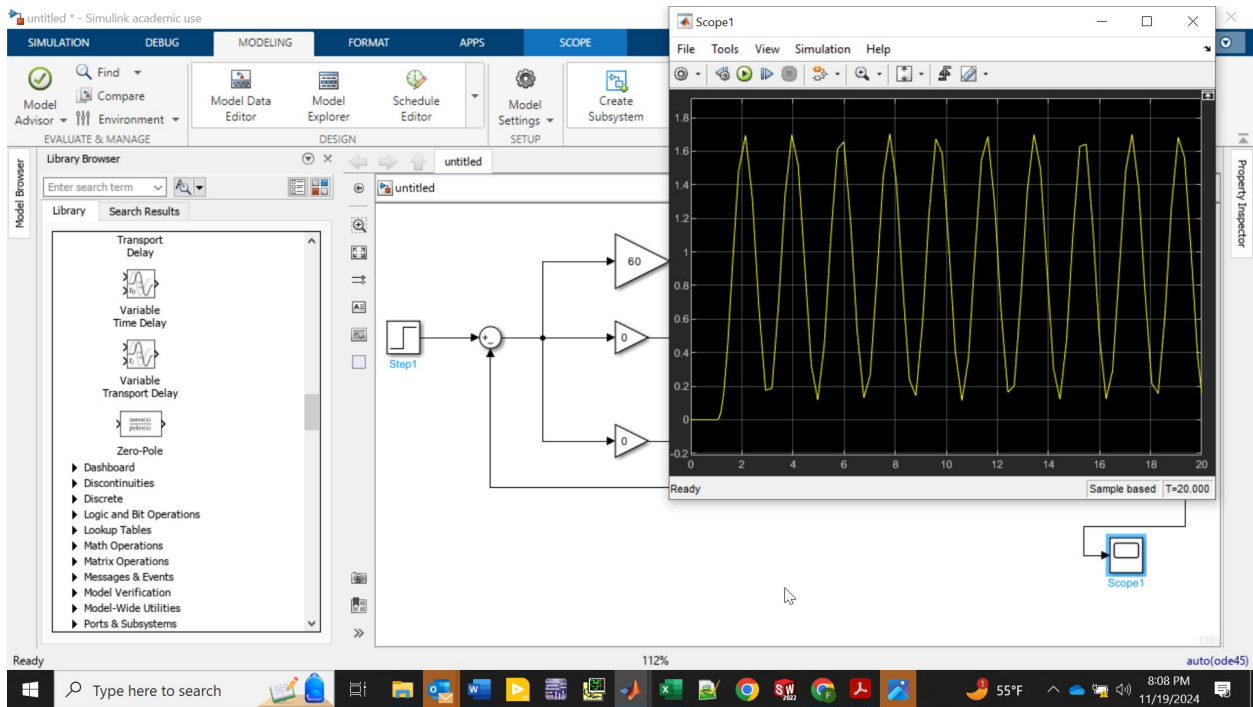 untitled * - Simulink academic use
SIMULATION DEBUG MODELING FORMAT APPS SCOPE
Model
Advisor
Find
Compare
Environment
EVALUATE & MANAGE
Model Data
Editor
Model
Explorer
Schedule
Editor
DESIGN
Model
Settings
SETUP
Create
Subsystem
Model Browser
Library Browser
Enter search term
Library Search Results
Transport
Delay
Variable
Time Delay
Variable
Transport Delay
zeros(s)
poles(s)
Zero-Pole
Dashboard
Discontinuities
Discrete
Logic and Bit Operations
Lookup Tables
Math Operations
Matrix Operations
Messages & Events
Model Verification
Model-Wide Utilities
Ports & Subsystems
untitled
untitled
Step1
60
0
0
Scope1
Scope1
File Tools View Simulation Help
1.8
1.6
1.4
1.2
1
0.8
0.6
0.4
0.2
0
-0.2
0 2 4 6 8 10 12 14 16 18 20
Ready Sample based T=20.000
Property Inspector
Ready 112% auto(ode45)
Type here to search
55°F
8:08 PM
11/19/2024